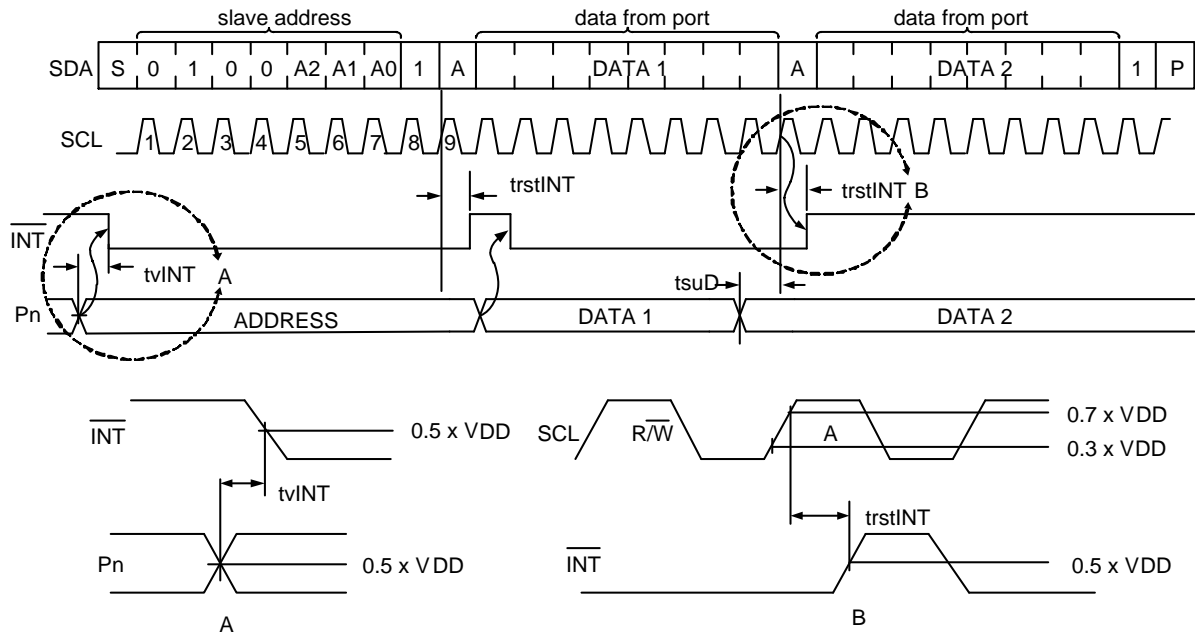 slave address data from port data from port
SDA S 0 1 0 0 A2 A1 A0 1 A DATA 1 A DATA 2 1 P
SCL 1 2 3 4 5 6 7 8 9
trstINT trstINT B
INT
tvINT A
tsuD
Pn ADDRESS DATA 1 DATA 2
INT 0.5 x VDD
tvINT
Pn 0.5 x VDD
A
SCL R/W A 0.7 x VDD
0.3 x VDD
trstINT
INT 0.5 x VDD
B